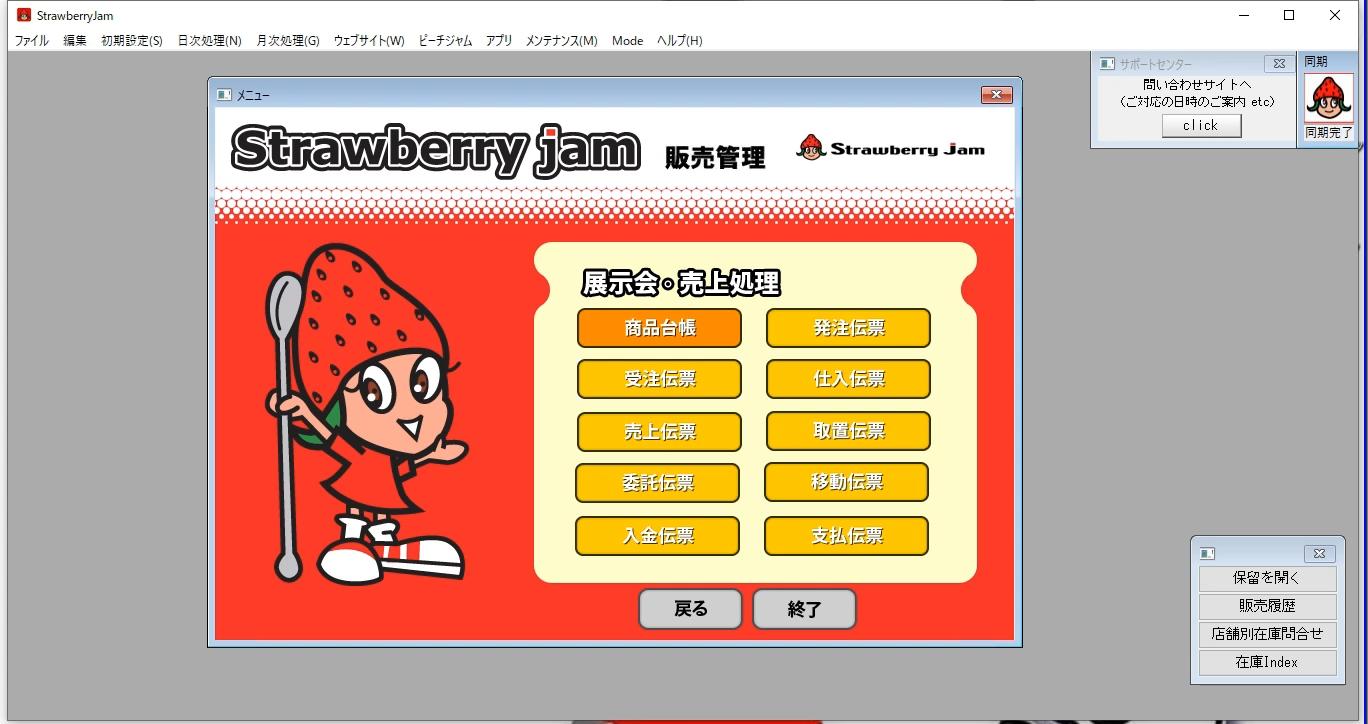 StrawberryJam
ファイル 編集 初期設定(S) 日次処理(N) 月次処理(G) ウェブサイト(W) ピーチジャム アプリ メンテナンス(M) Mode ヘルプ(H)
サポートセンター
問い合わせサイトへ
(ご対応の日時のご案内 etc)
click
同期
同期完了
メニュー
Strawberry jam 販売管理
Strawberry Jam
展示会・売上処理
商品台帳 発注伝票
受注伝票 仕入伝票
売上伝票 取置伝票
委託伝票 移動伝票
入金伝票 支払伝票
戻る 終了
保留を開く
販売履歴
店舗別在庫問合せ
在庫Index